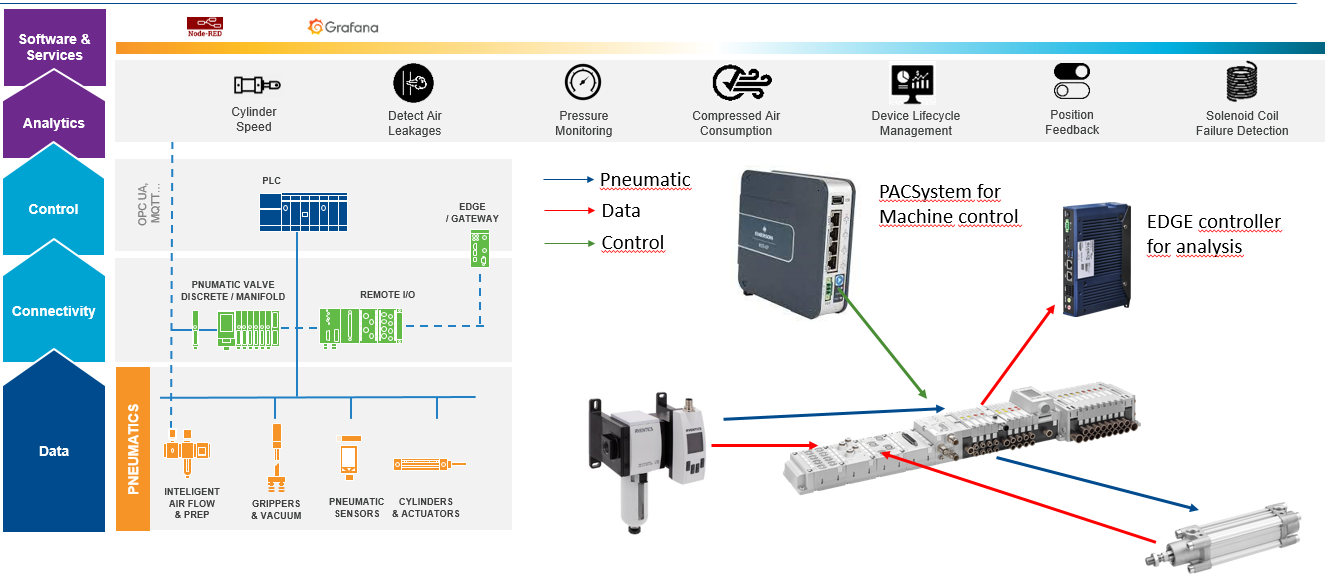 Software &
Services
Analytics
Control
Connectivity
Data
Node-RED
Grafana
Cylinder
Speed
Detect Air
Leakages
Pressure
Monitoring
Compressed Air
Consumption
Device Lifecycle
Management
Position
Feedback
Solenoid Coil
Failure Detection
OPC UA,
MQTT...
PLC
EDGE
/ GATEWAY
PNUMATIC VALVE
DISCRETE / MANIFOLD
REMOTE I/O
PNEUMATICS
INTELIGENT
AIR FLOW
& PREP
GRIPPERS
& VACUUM
PNEUMATIC
SENSORS
CYLINDERS
& ACTUATORS
Pneumatic
Data
Control
PACSystem for
Machine control
EDGE controller
for analysis
EMERSON
AVENTICS